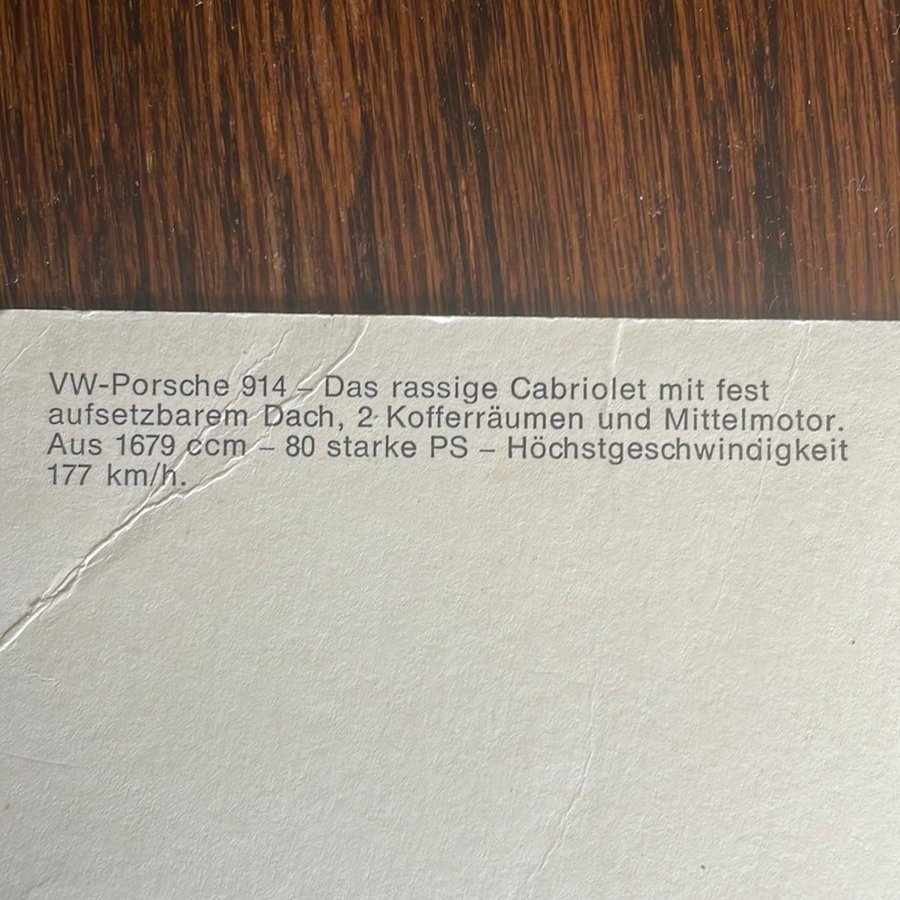 VW-Porsche 914 – Das rassige Cabriolet mit fest
aufsetzbarem Dach, 2 Kofferräumen und Mittelmotor.
Aus 1679 ccm – 80 starke PS – Höchstgeschwindigkeit
177 km/h.